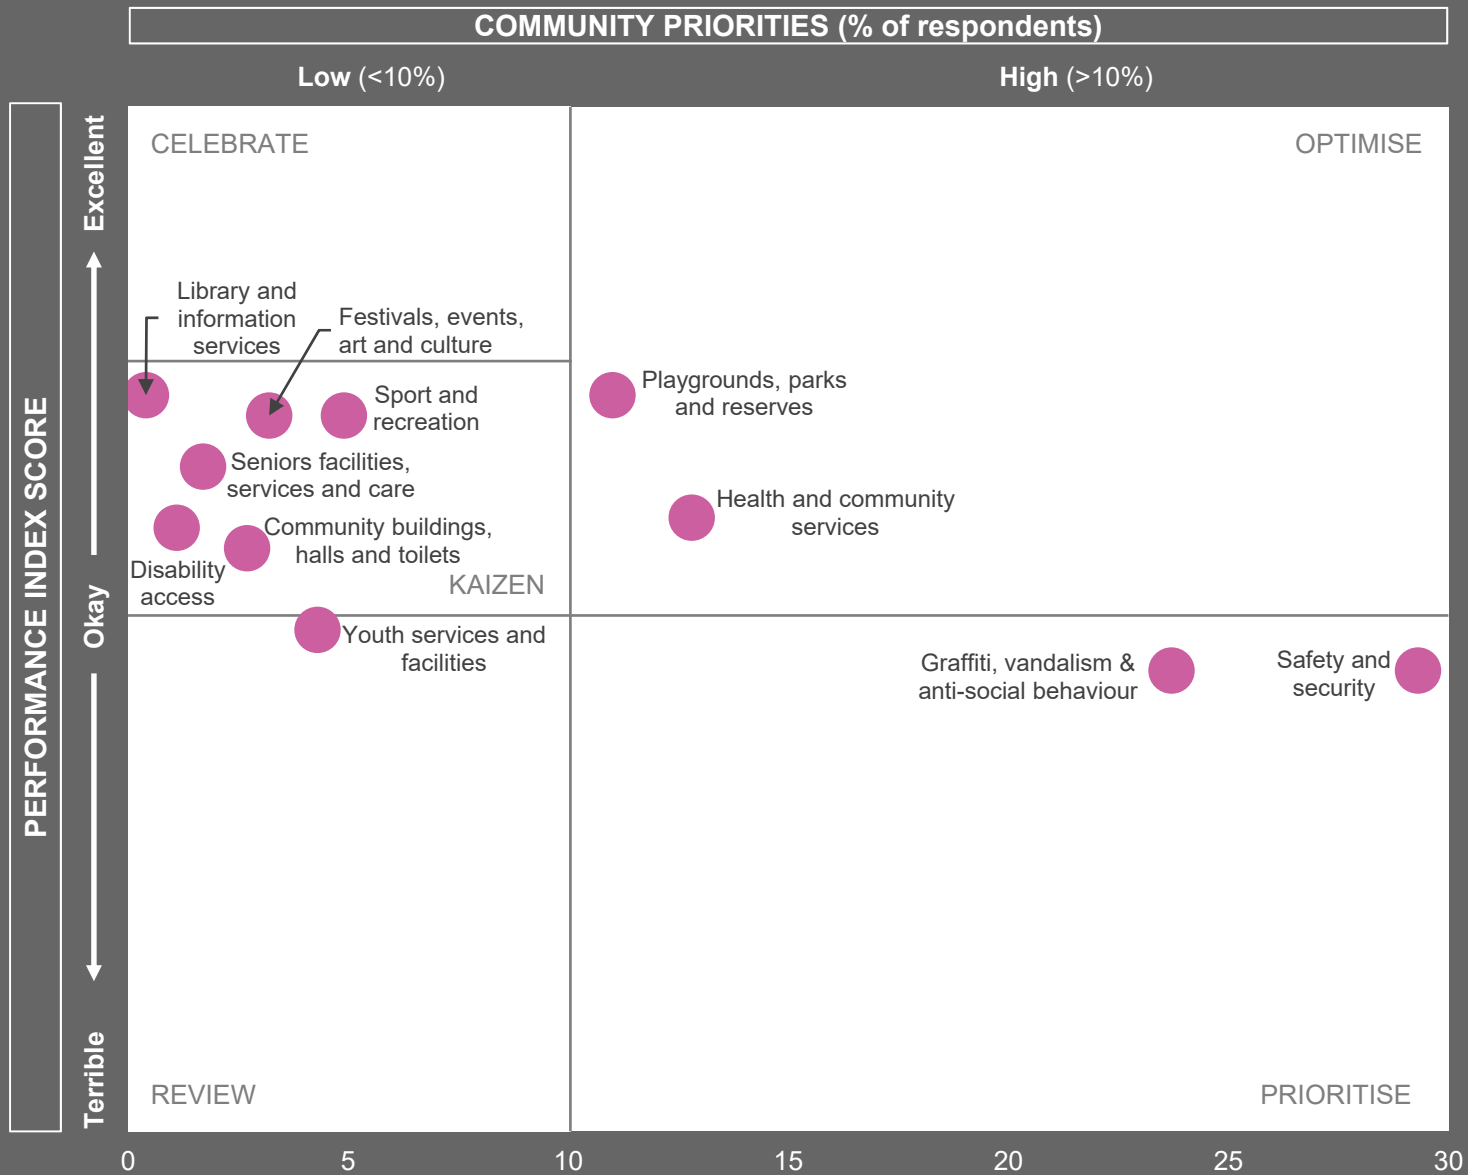 COMMUNITY PRIORITIES (% of respondents)
Low (<10%)
High (>10%)
PERFORMANCE INDEX SCORE
Excellent
Okay
Terrible
CELEBRATE
OPTIMISE
Library and
information
services
Festivals, events,
art and culture
Sport and
recreation
Playgrounds, parks
and reserves
Seniors facilities,
services and care
Health and community
services
Community buildings,
halls and toilets
Disability
access
KAIZEN
Youth services and
facilities
Graffiti, vandalism &
anti-social behaviour
Safety and
security
REVIEW
PRIORITISE
0
5
10
15
20
25
30